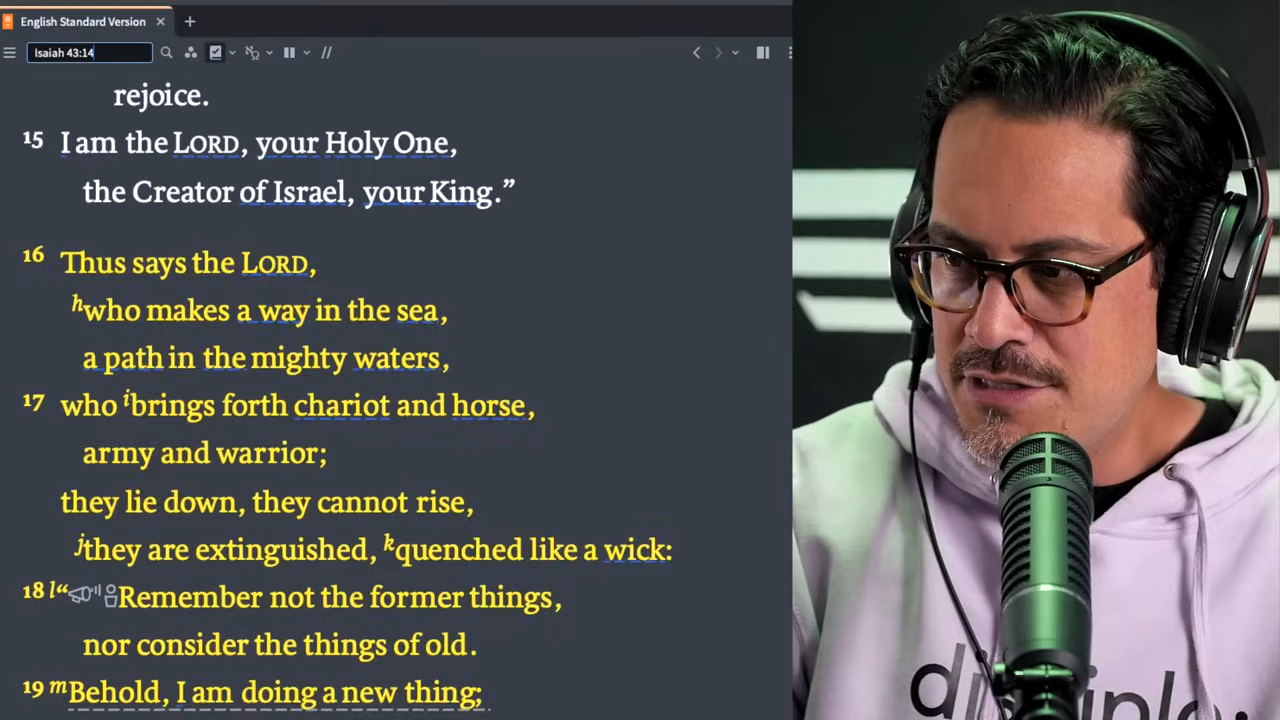 English Standard Version
Isaiah 43:14
rejoice.
15 I am the LORD, your Holy One,
the Creator of Israel, your King.”
16 Thus says the LORD,
h who makes a way in the sea,
a path in the mighty waters,
17 who i brings forth chariot and horse,
army and warrior;
they lie down, they cannot rise,
j they are extinguished, k quenched like a wick:
18 l “Remember not the former things,
nor consider the things of old.
19 m Behold, I am doing a new thing;
disciple